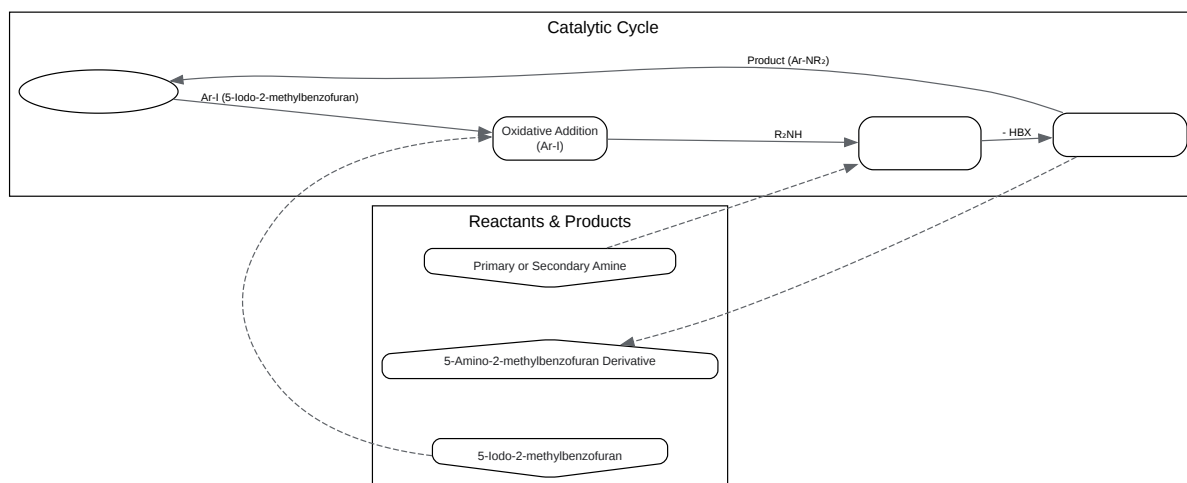 Catalytic Cycle
Product (Ar-NR₂)
Ar-I (5-Iodo-2-methylbenzofuran)
Oxidative Addition
(Ar-I)
R₂NH
- HBX
Reactants & Products
Primary or Secondary Amine
5-Amino-2-methylbenzofuran Derivative
5-Iodo-2-methylbenzofuran